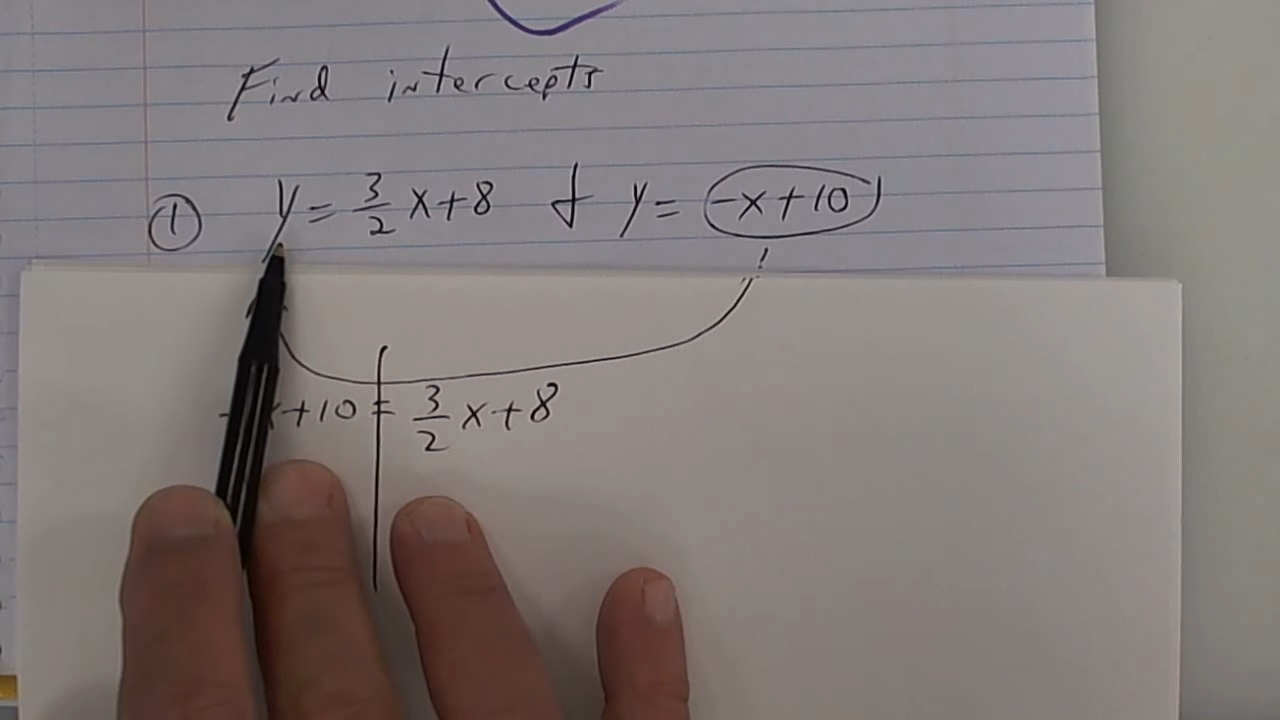 Find intercepts
① y = 3/2 x + 8 & y = -x + 10
-x + 10 = 3/2 x + 8